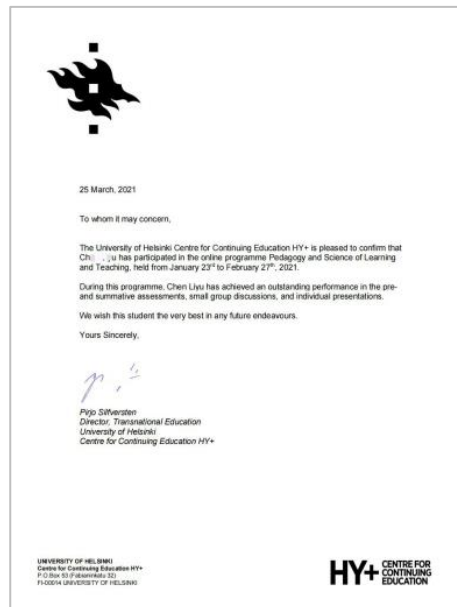 25 March, 2021
To whom it may concern,
The University of Helsinki Centre for Continuing Education HY+ is pleased to confirm that
has participated in the online programme Pedagogy and Science of Learning
and Teaching, held from January 23rd to February 27th, 2021.
During this programme, Chen Liyu has achieved an outstanding performance in the pre-
and summative assessments, small group discussions, and individual presentations.
We wish this student the very best in any future endeavours.
Yours Sincerely,
Pirjo Silfversten
Director, Transnational Education
University of Helsinki
Centre for Continuing Education HY+
UNIVERSITY OF HELSINKI
Centre for Continuing Education HY+
P.O.Box 53 (Fabianinkatu 32)
FI-00014 UNIVERSITY OF HELSINKI
HY+ CENTRE FOR
CONTINUING
EDUCATION